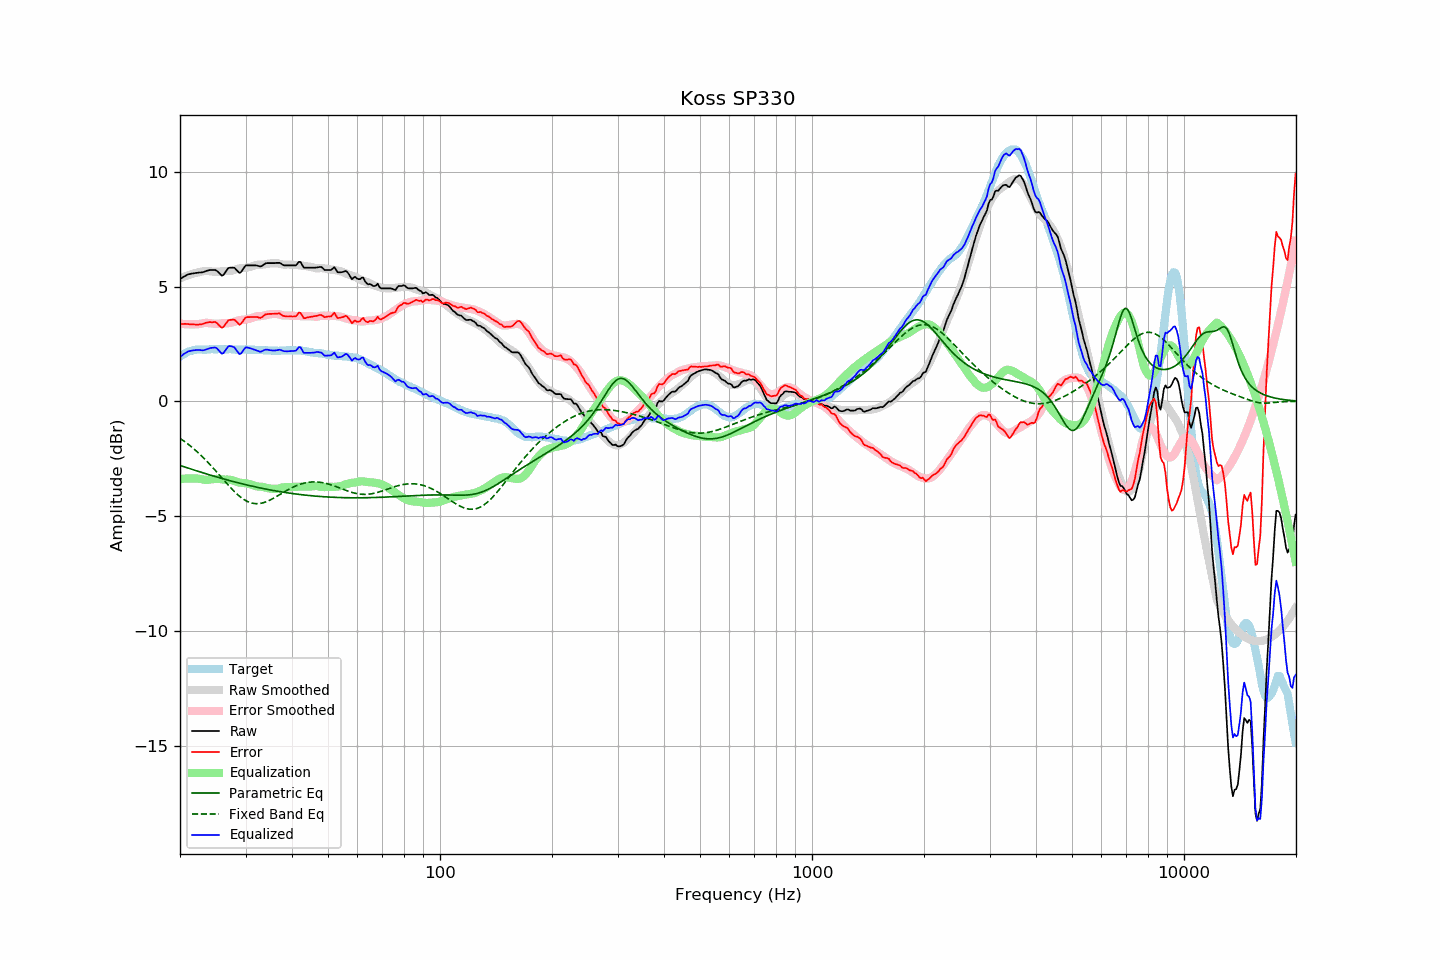 Koss SP330
10
5
0
−5
−10
−15
Amplitude (dBr)
Target
Raw Smoothed
Error Smoothed
Raw
Error
Equalization
Parametric Eq
Fixed Band Eq
Equalized
100
1000
10000
Frequency (Hz)